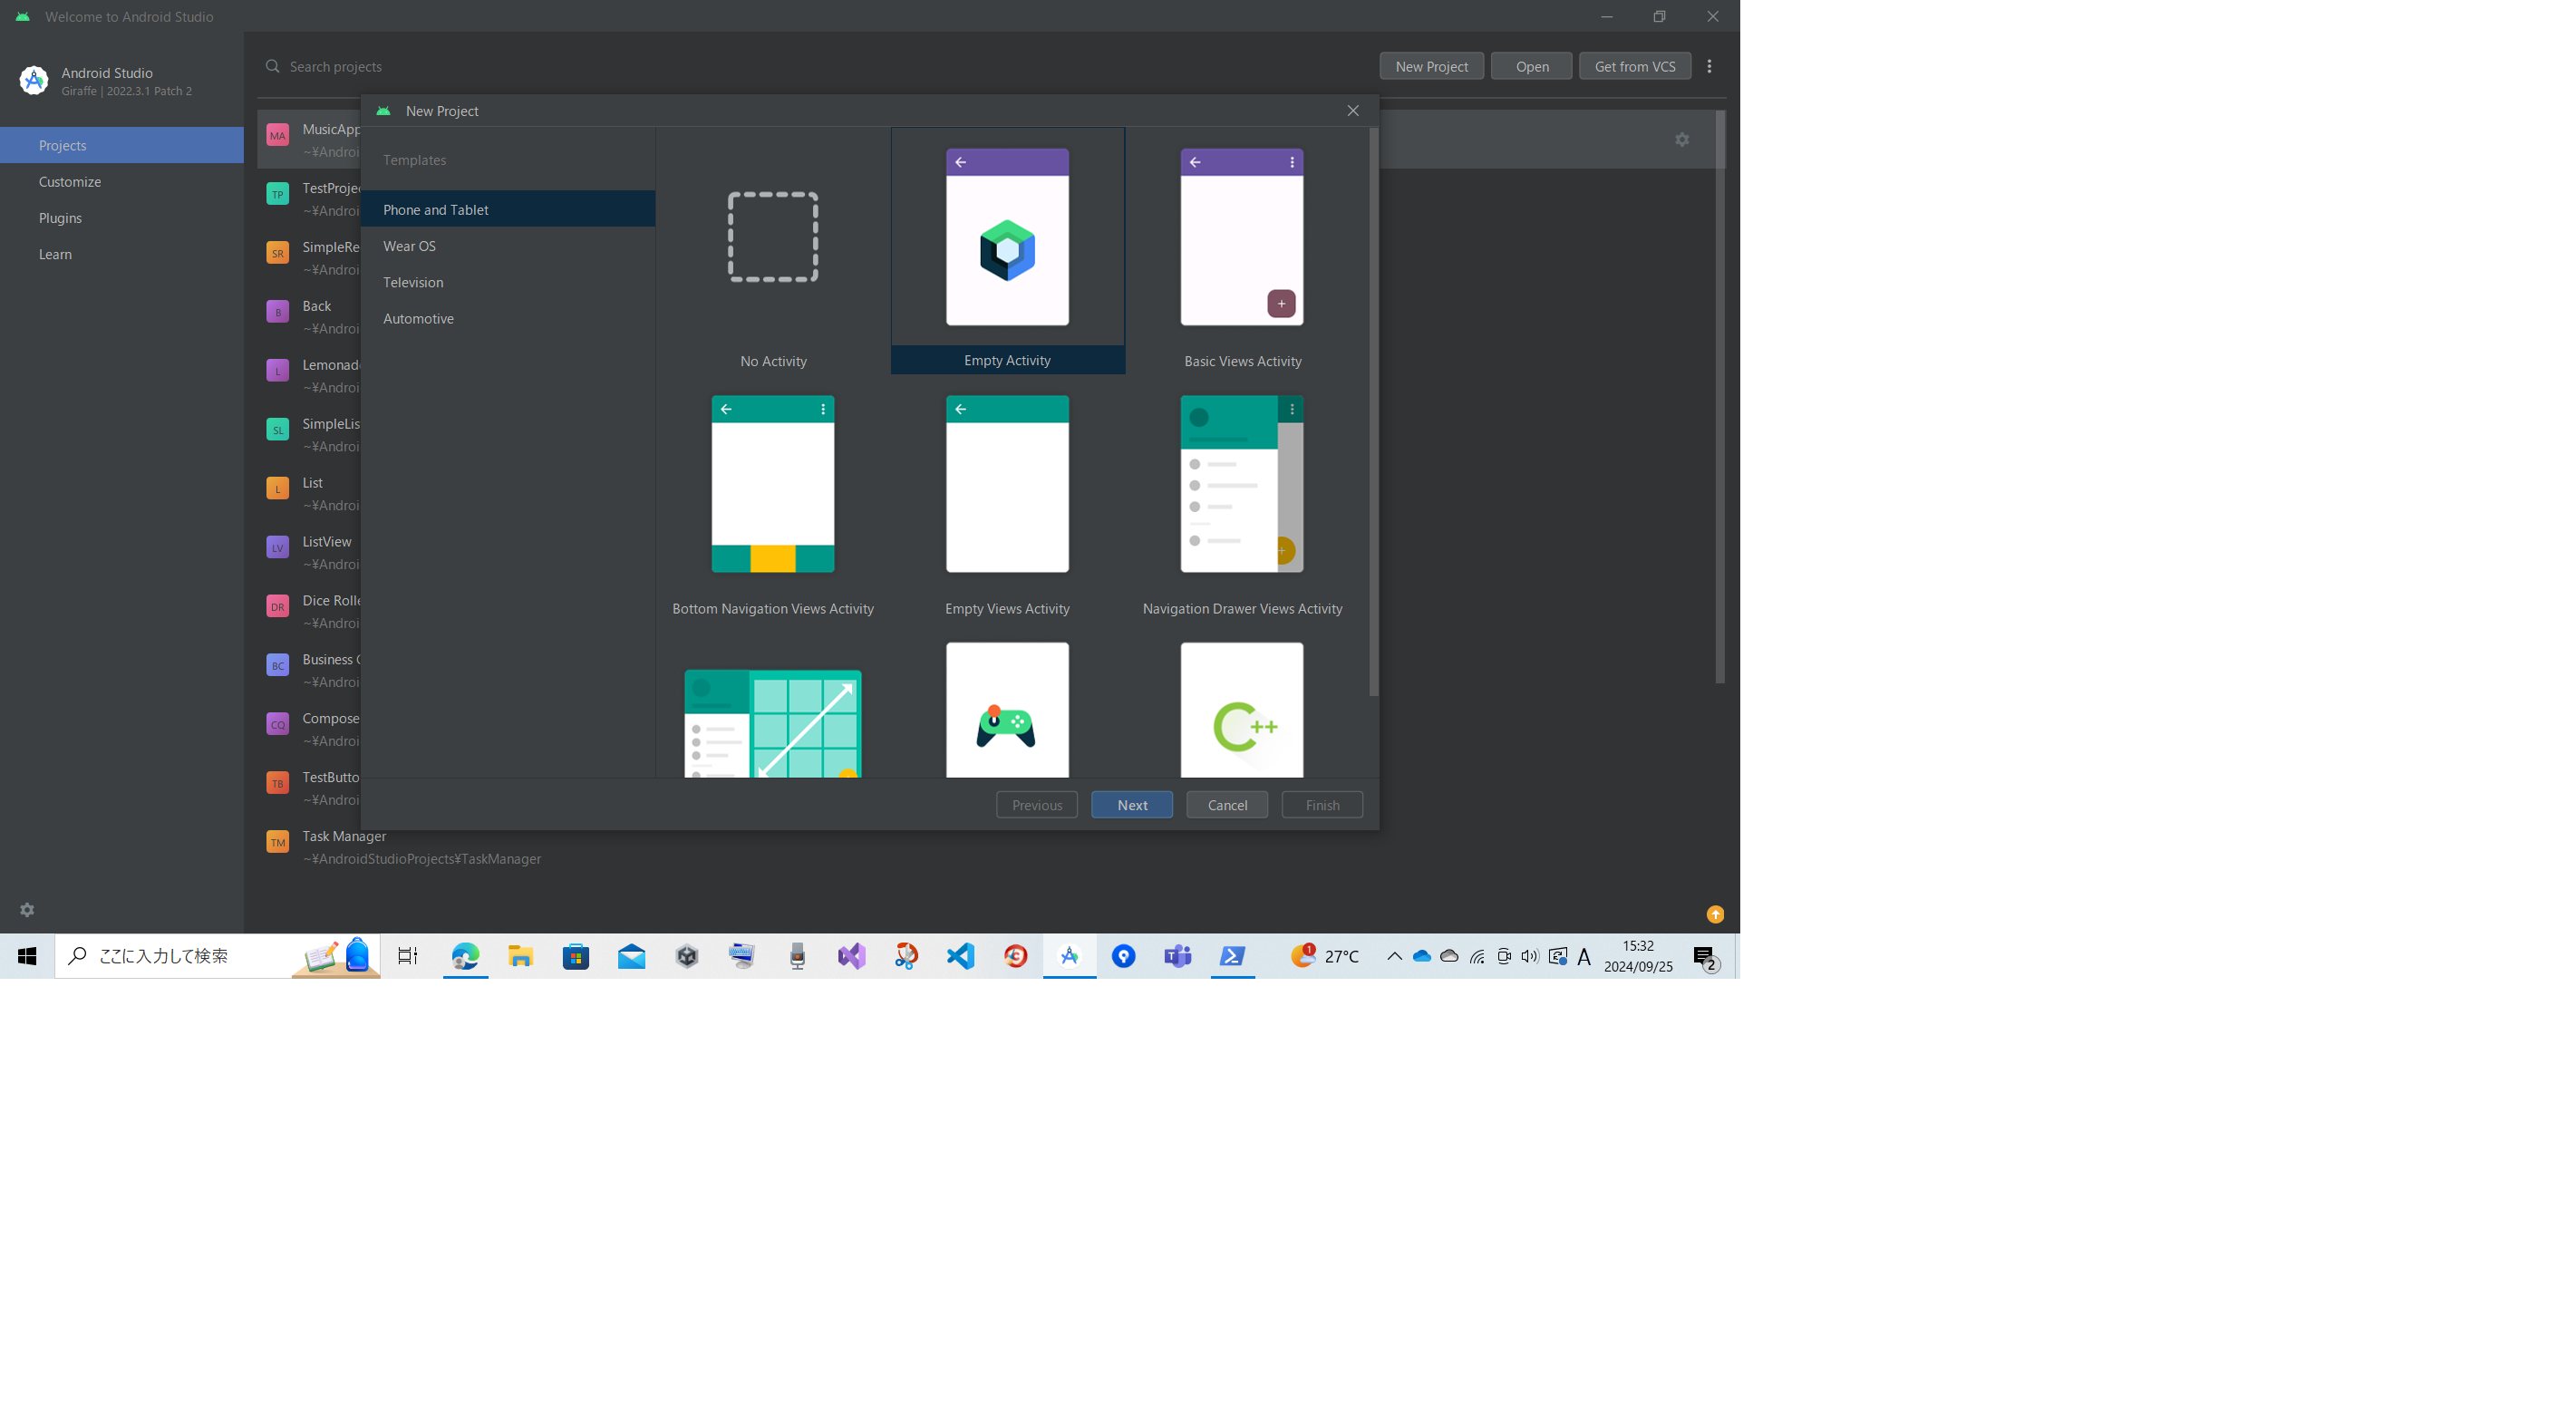 Welcome to Android Studio
Android Studio
Giraffe | 2022.3.1 Patch 2
Projects
Customize
Plugins
Learn
Search projects
New Project
Open
Get from VCS
MA
MusicApp
~¥Androi
TP
TestProje
~¥Androi
SR
SimpleRe
~¥Androi
B
Back
~¥Androi
L
Lemonad
~¥Androi
SL
SimpleLis
~¥Androi
L
List
~¥Androi
LV
ListView
~¥Androi
DR
Dice Rolle
~¥Androi
BC
Business C
~¥Androi
CQ
Compose
~¥Androi
TB
TestButto
~¥Androi
TM
Task Manager
~¥AndroidStudioProjects¥TaskManager
New Project
Templates
Phone and Tablet
Wear OS
Television
Automotive
No Activity
Empty Activity
Basic Views Activity
Bottom Navigation Views Activity
Empty Views Activity
Navigation Drawer Views Activity
C++
Previous
Next
Cancel
Finish
ここに入力して検索
1
27°C
A
15:32
2024/09/25
2